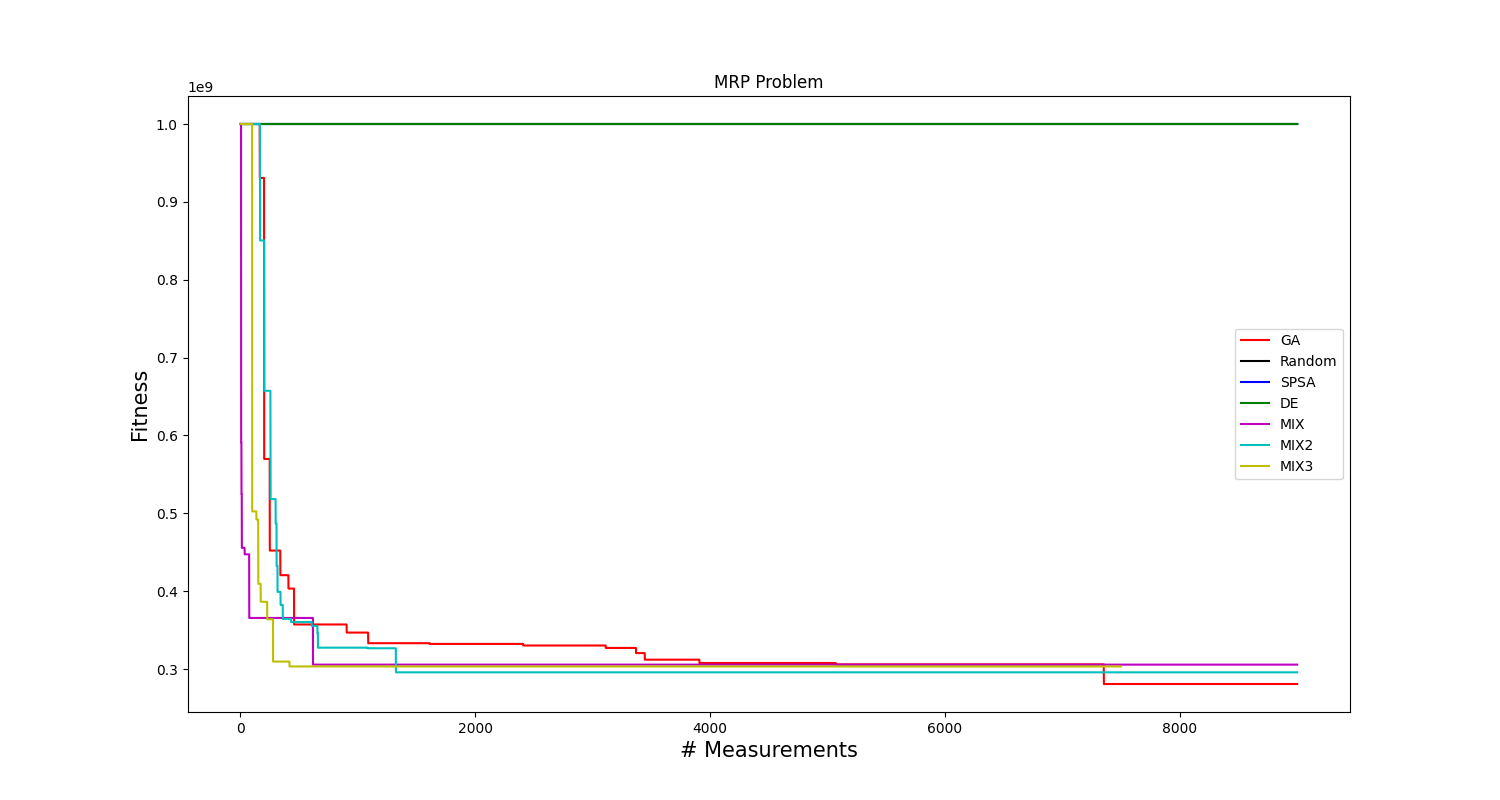 MRP Problem
1e9
1.0
0.9
0.8
0.7
0.6
0.5
0.4
0.3
Fitness
0
2000
4000
6000
8000
# Measurements
GA
Random
SPSA
DE
MIX
MIX2
MIX3